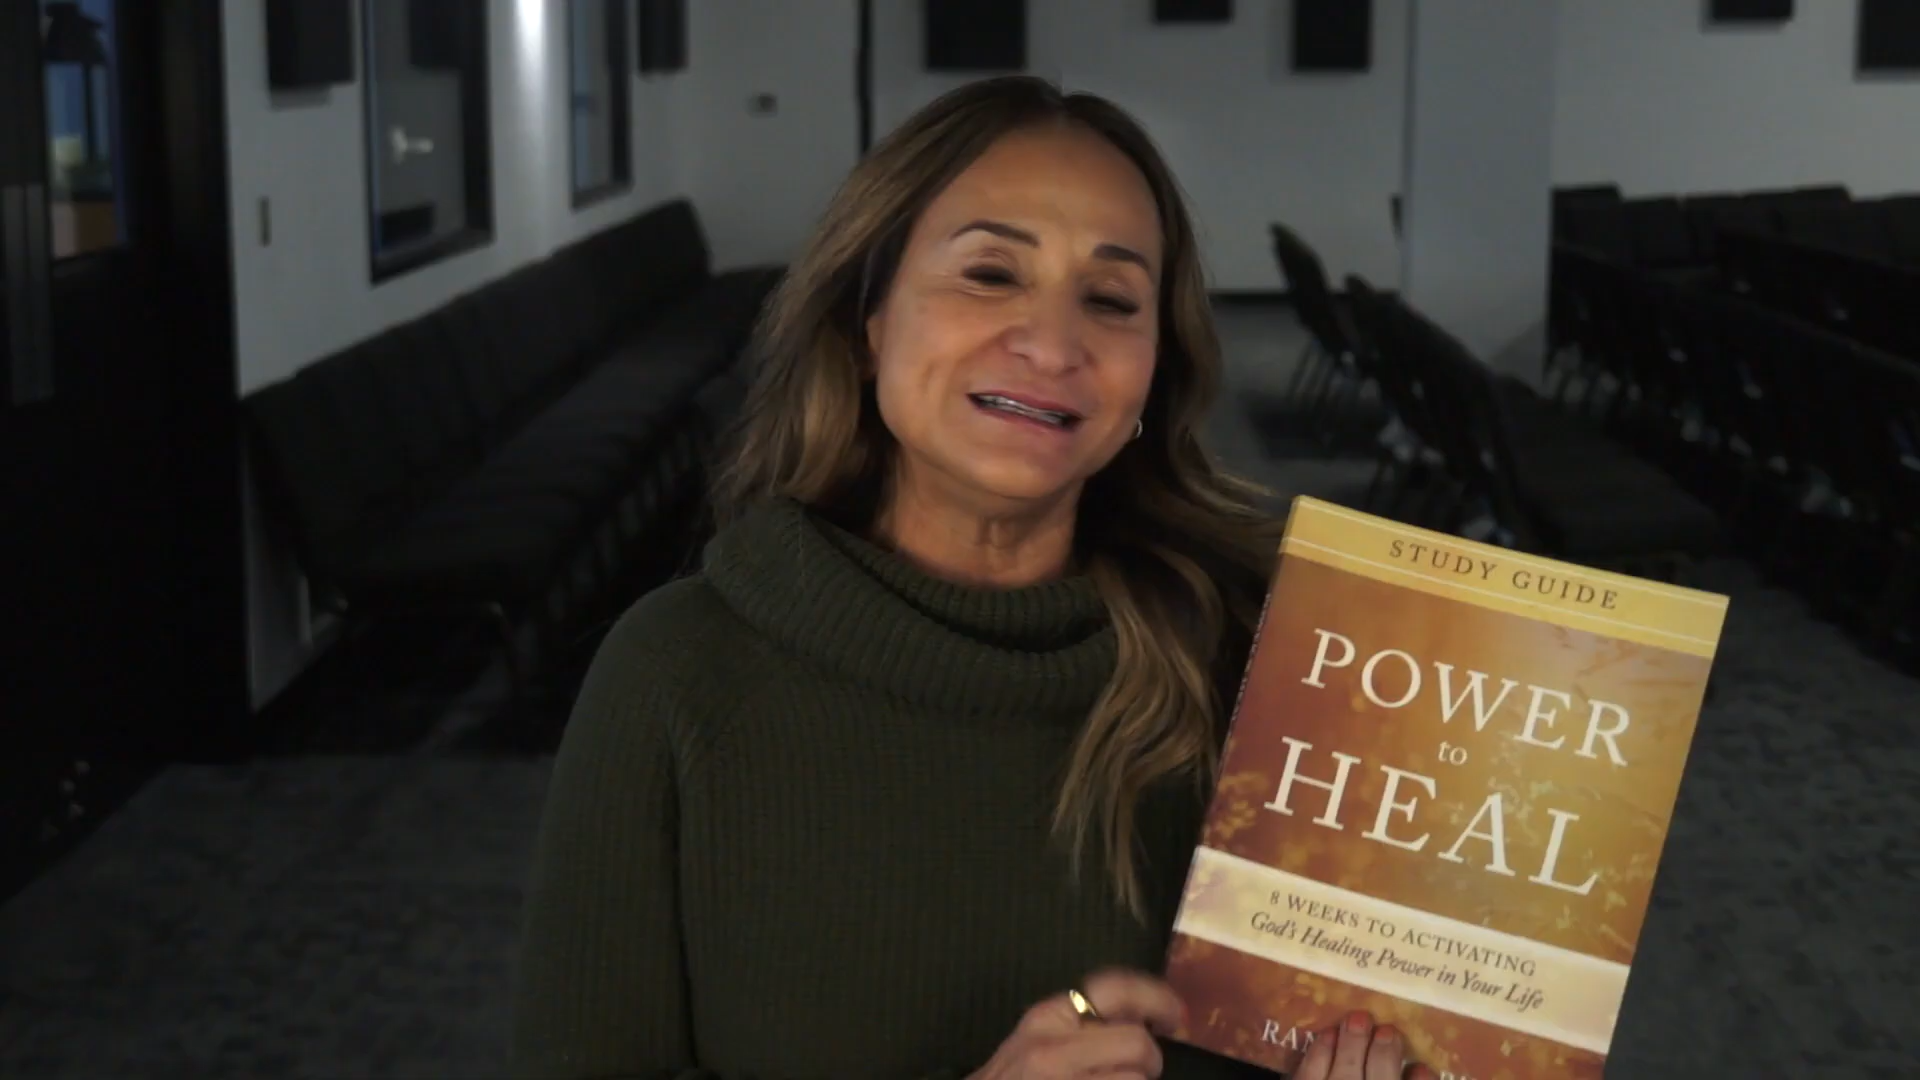 STUDY GUIDE
POWER
to
HEAL
8 WEEKS TO ACTIVATING
God's Healing Power in Your Life